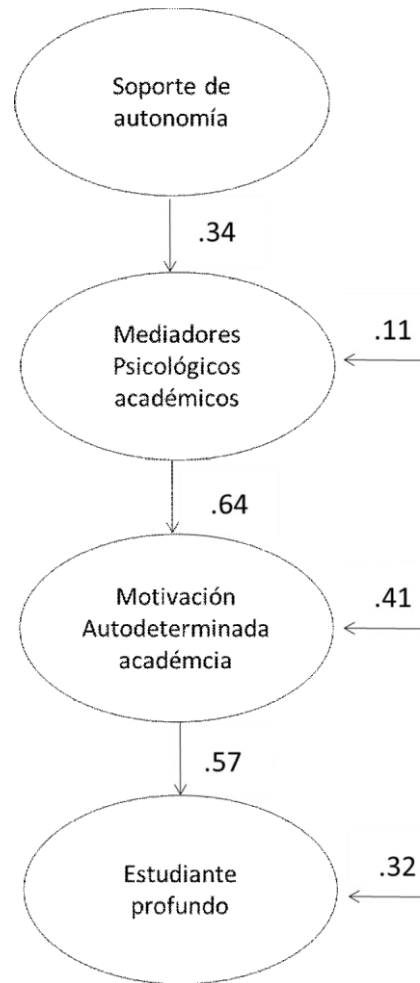 Soporte de
autonomía
.34
Mediadores
Psicológicos
académicos
.11
.64
Motivación
Autodeterminada
académcia
.41
.57
Estudiante
profundo
.32